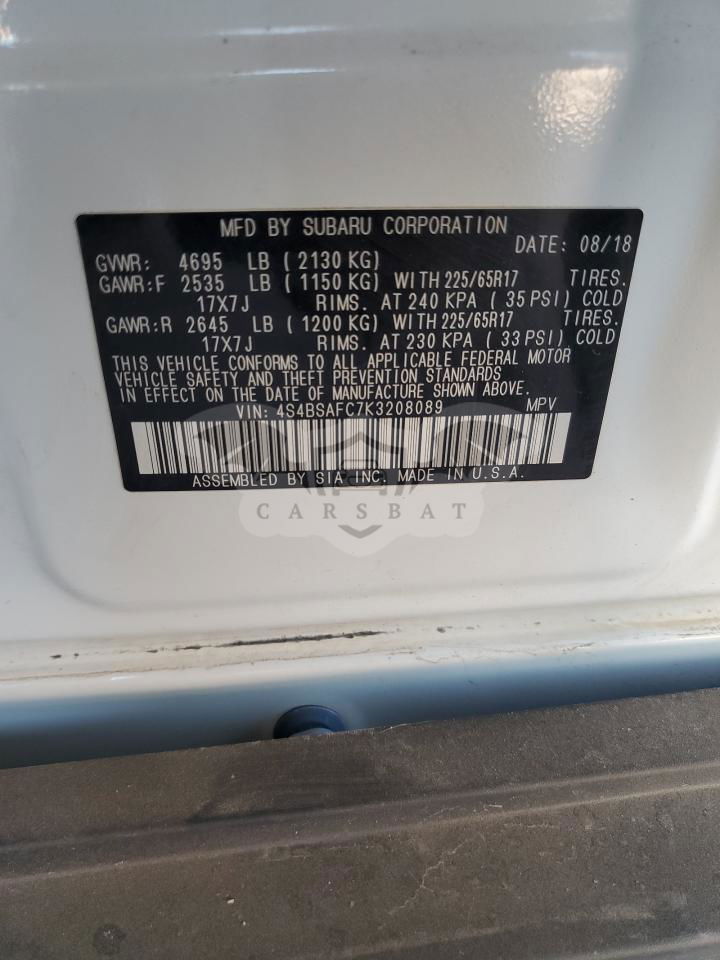 MFD BY SUBARU CORPORATION
DATE: 08/18
GVWR: 4695 LB ( 2130 KG)
GAWR:F 2535 LB ( 1150 KG) WITH 225/65R17 TIRES.
17X7J RIMS. AT 240 KPA ( 35 PSI) COLD
GAWR:R 2645 LB ( 1200 KG) WITH 225/65R17 TIRES.
17X7J RIMS. AT 230 KPA ( 33 PSI) COLD
THIS VEHICLE CONFORMS TO ALL APPLICABLE FEDERAL MOTOR
VEHICLE SAFETY AND THEFT PREVENTION STANDARDS
IN EFFECT ON THE DATE OF MANUFACTURE SHOWN ABOVE.
VIN: 4S4BSAFC7K3208089 MPV
ASSEMBLED BY SIA INC. MADE IN U.S.A.
CARSBAT